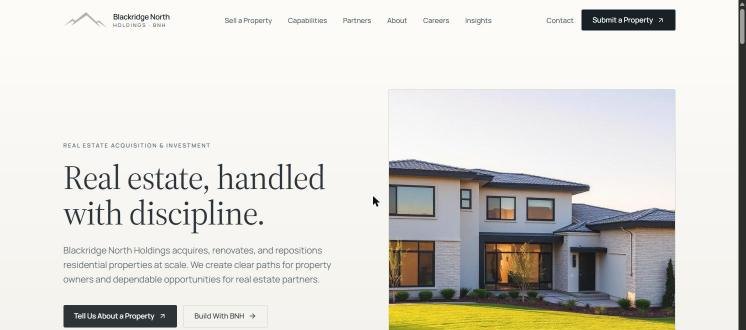 Blackridge North
HOLDINGS · BNH
Sell a Property
Capabilities
Partners
About
Careers
Insights
Contact
Submit a Property ↗
REAL ESTATE ACQUISITION & INVESTMENT
Real estate, handled
with discipline.
Blackridge North Holdings acquires, renovates, and repositions
residential properties at scale. We create clear paths for property
owners and dependable opportunities for real estate partners.
Tell Us About a Property ↗
Build With BNH →